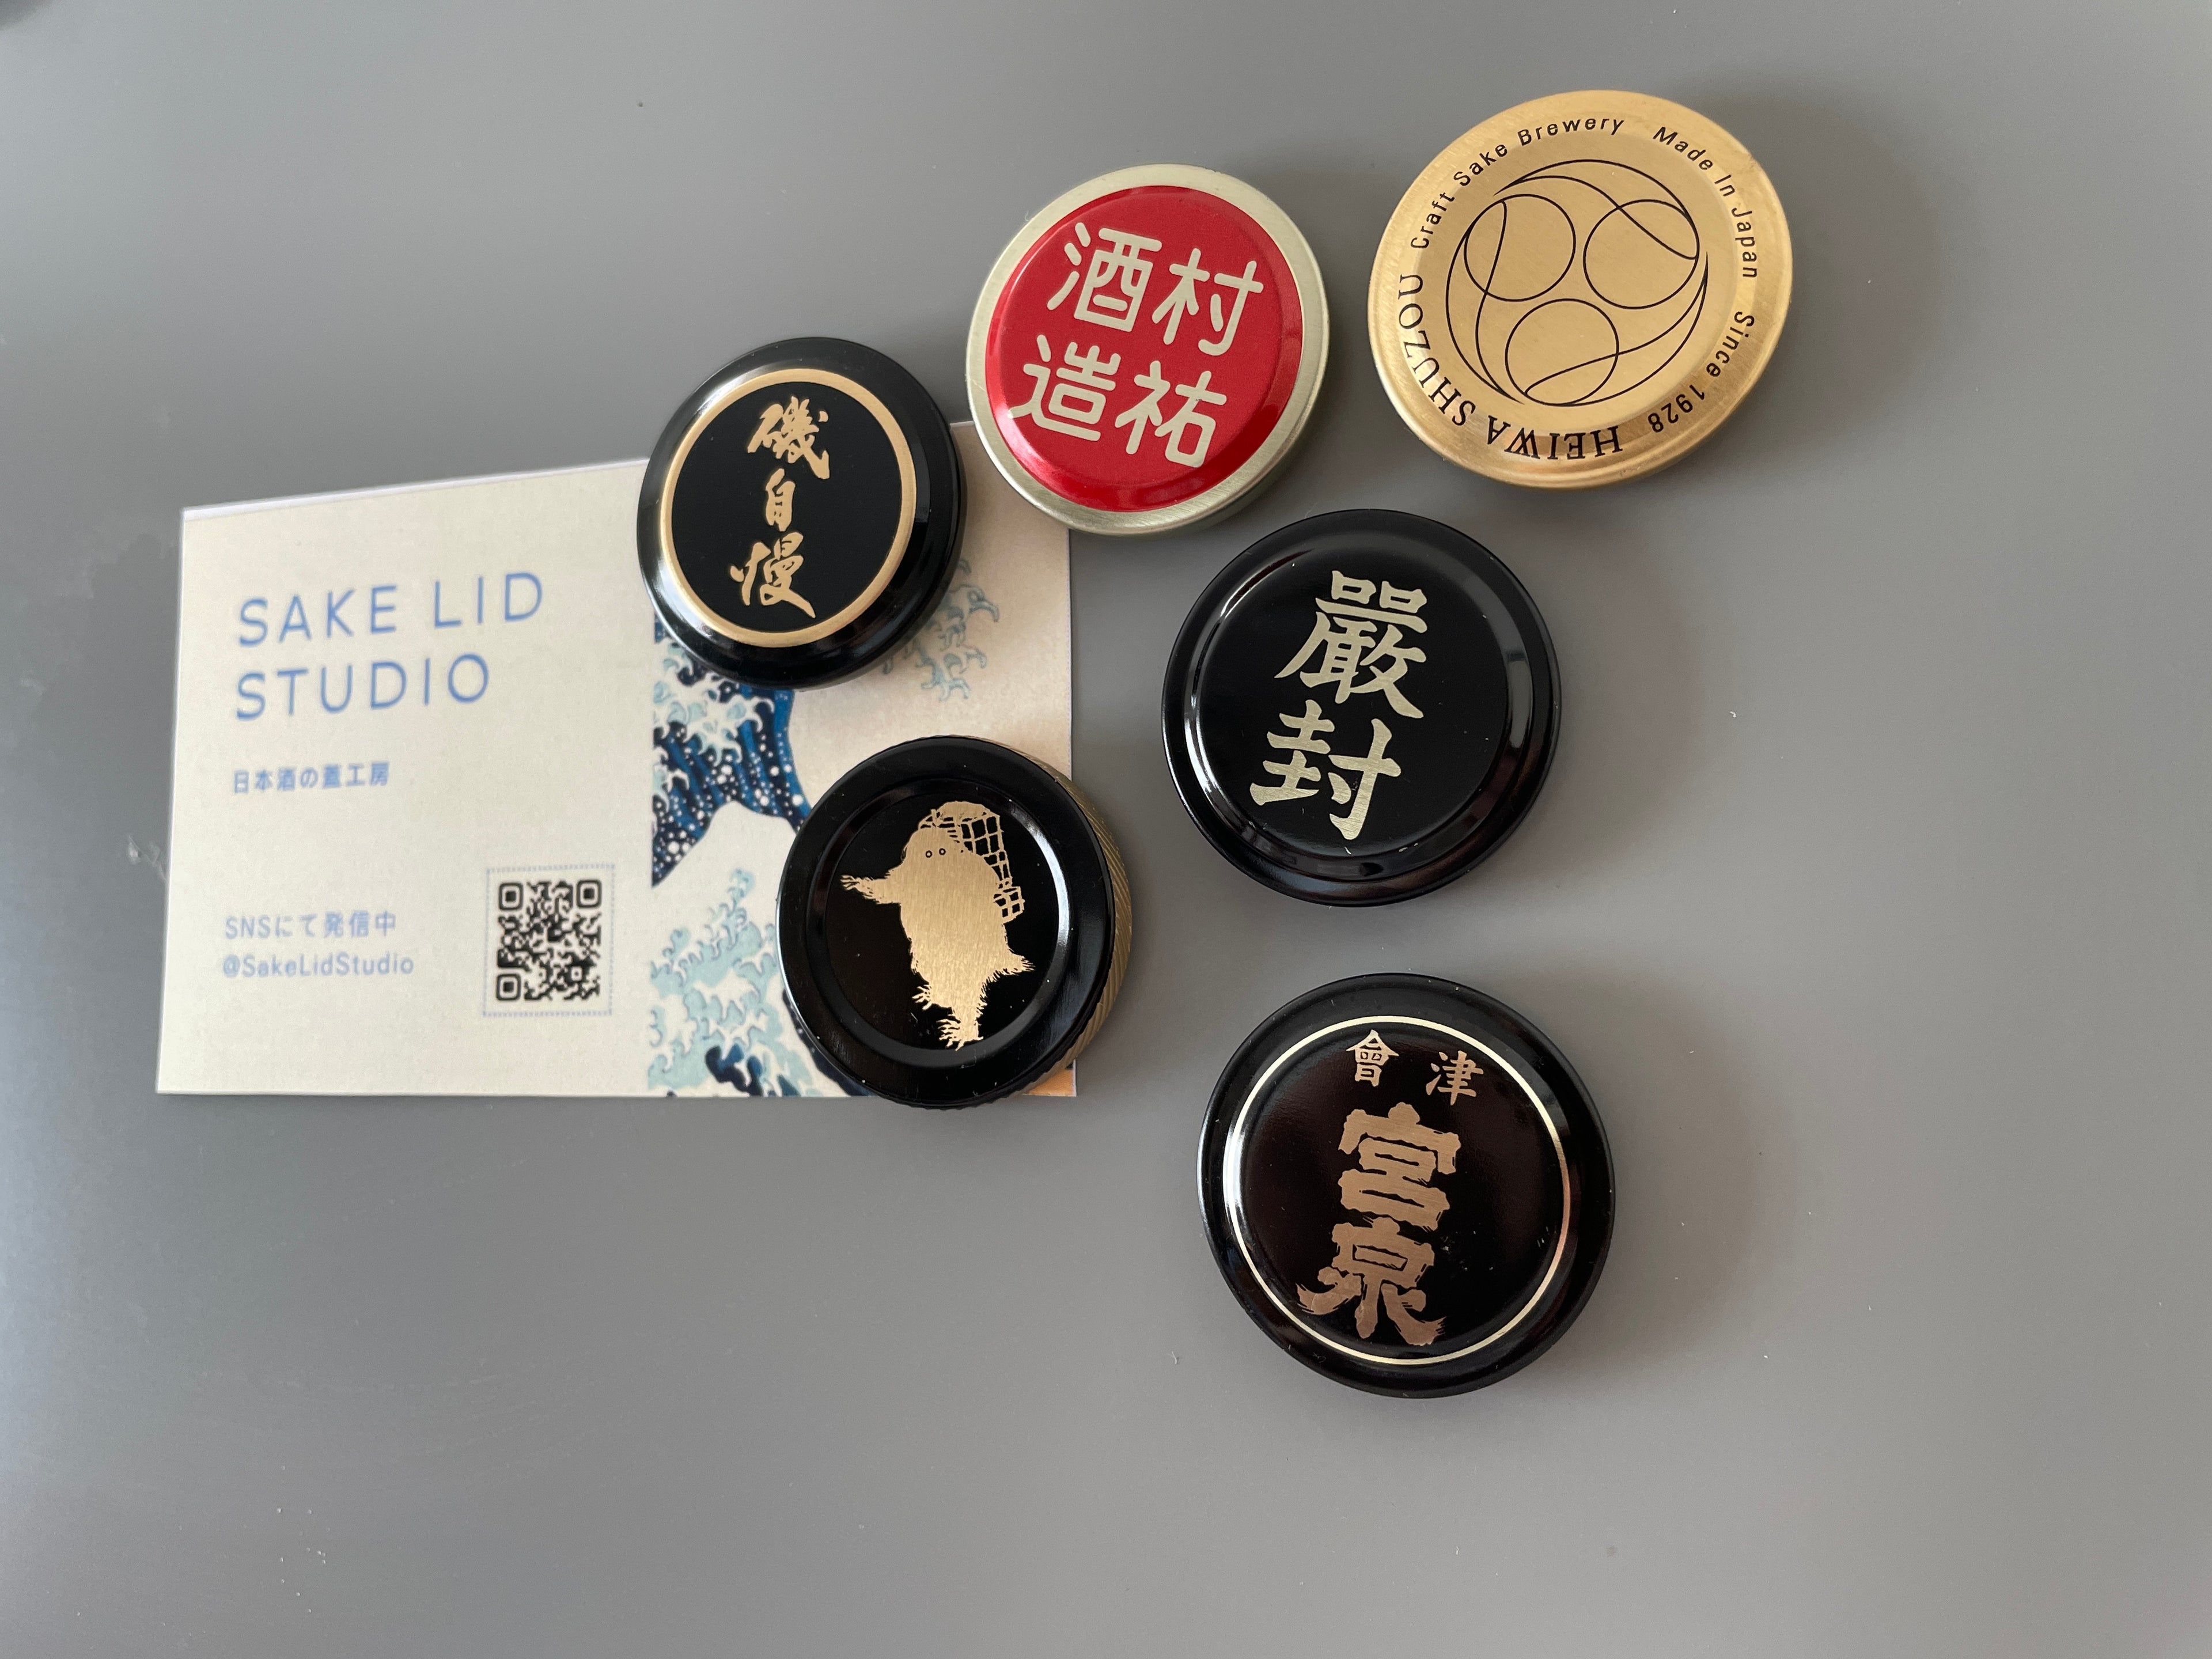 SAKE LID
STUDIO
日本酒の蓋工房
SNSにて発信中
@SakeLidStudio
磯自慢
村祐
酒造
HEIWA SHUZOU Craft Sake Brewery Made In Japan Since 1928
嚴封
會津
宮泉